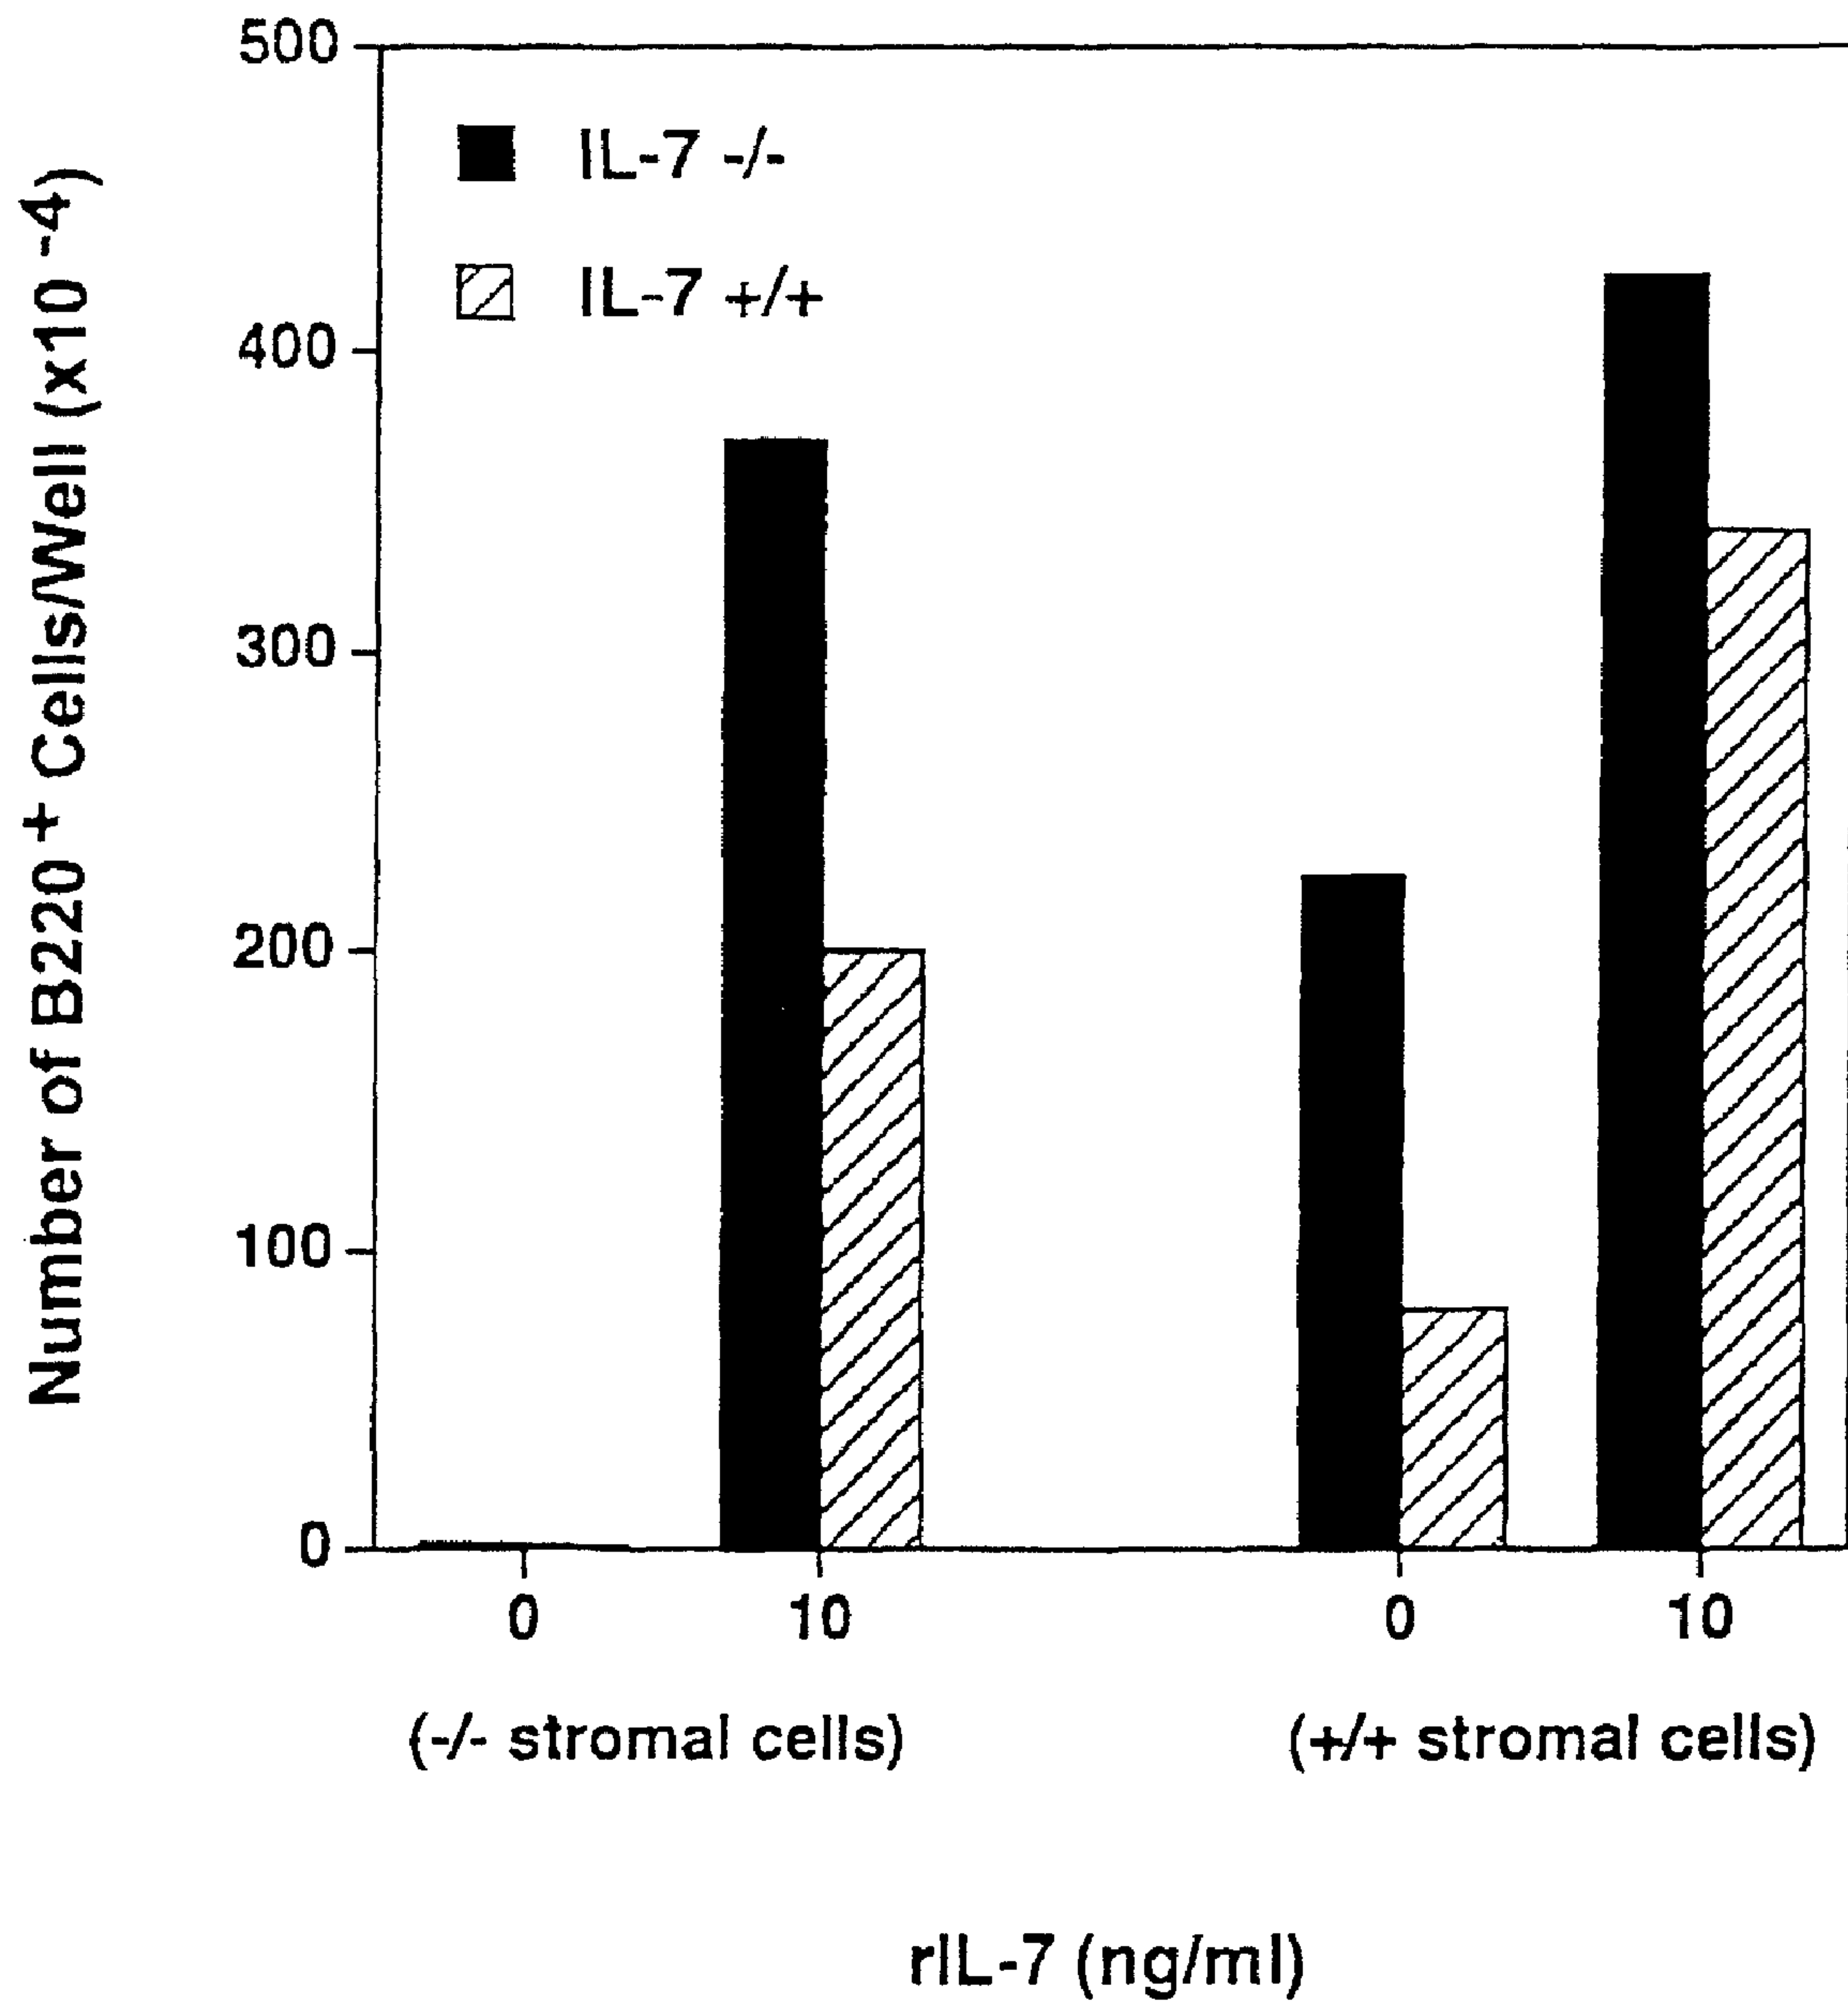 Number of B220 + Cells/Well (x10 -4)
500
400
300
200
100
0
IL-7 -/-
IL-7 +/+
0 10 0 10
(-/- stromal cells) (+/+ stromal cells)
rIL-7 (ng/ml)